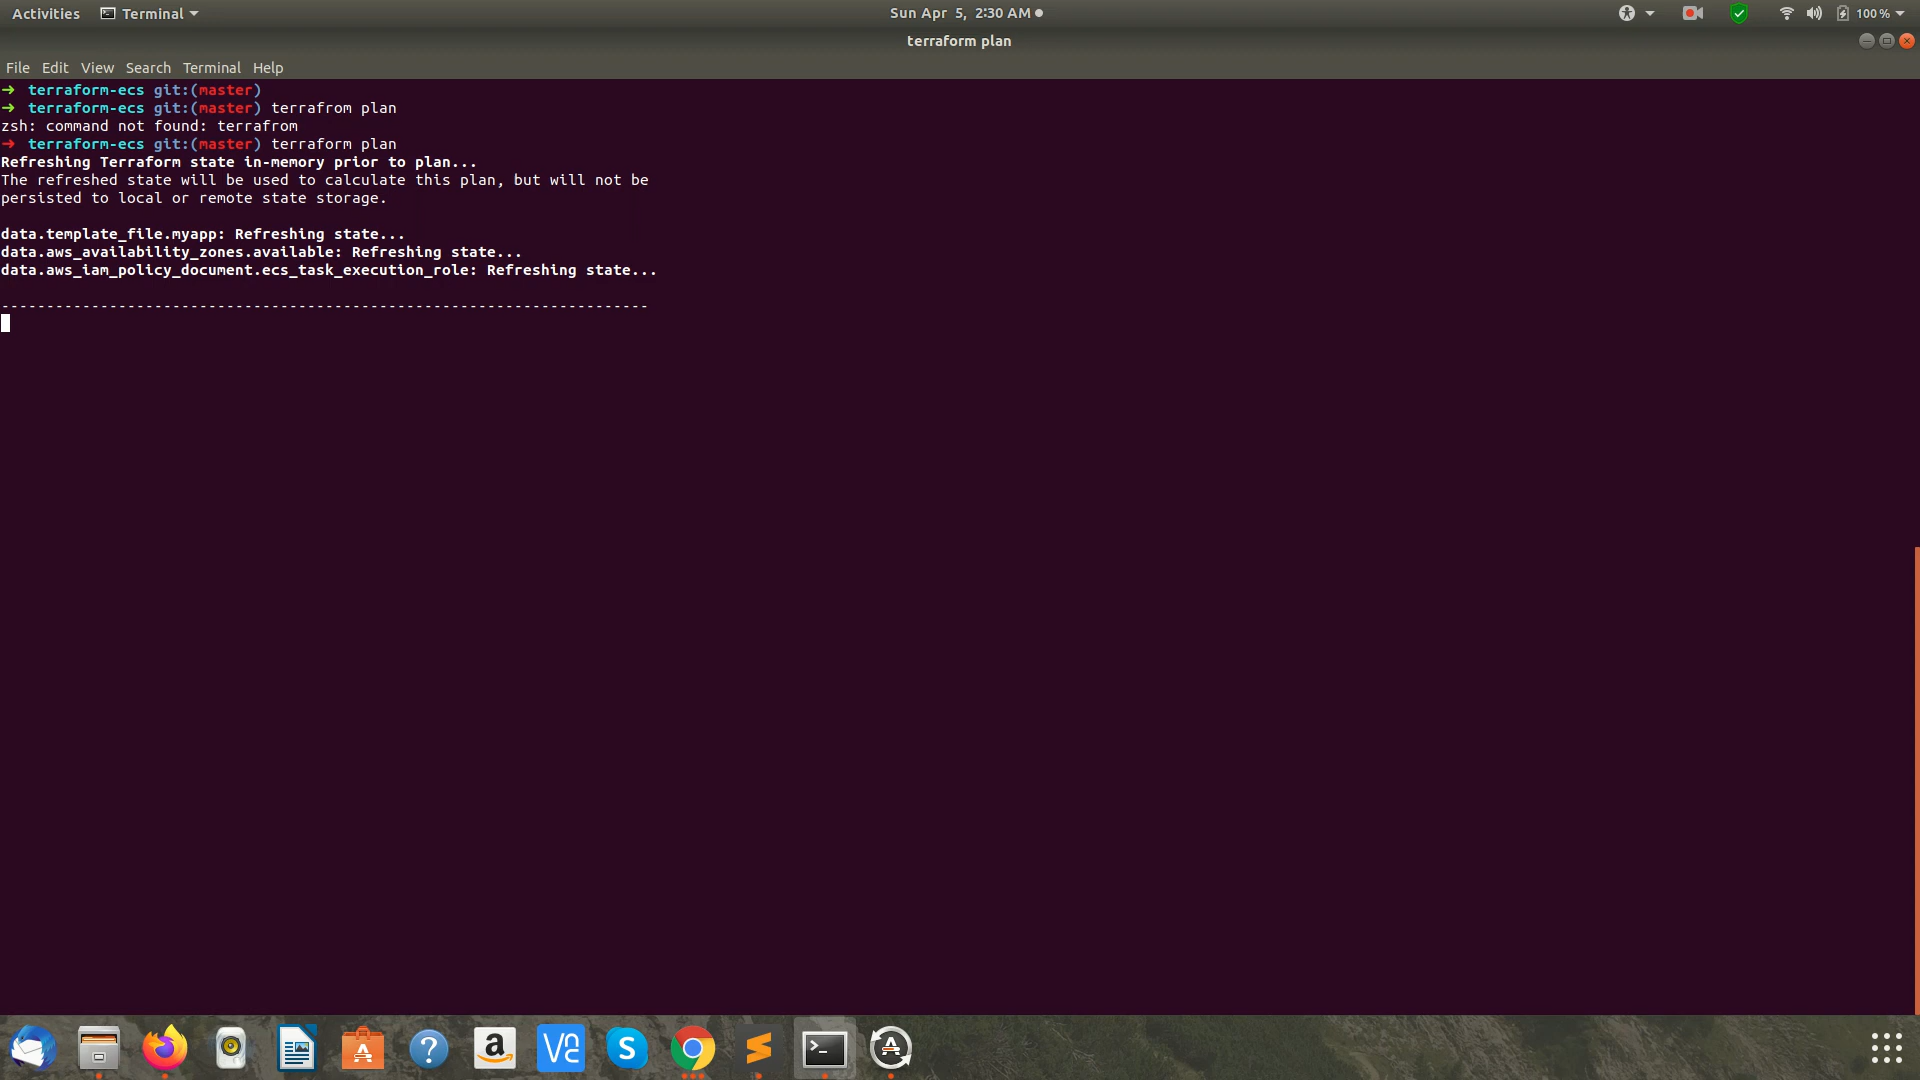 Activities Terminal Sun Apr 5, 2:30 AM 100%
terraform plan
File Edit View Search Terminal Help
➜ terraform-ecs git:(master)
➜ terraform-ecs git:(master) terrafrom plan
zsh: command not found: terrafrom
➜ terraform-ecs git:(master) terraform plan
Refreshing Terraform state in-memory prior to plan...
The refreshed state will be used to calculate this plan, but will not be
persisted to local or remote state storage.
data.template_file.myapp: Refreshing state...
data.aws_availability_zones.available: Refreshing state...
data.aws_iam_policy_document.ecs_task_execution_role: Refreshing state...
------------------------------------------------------------------------